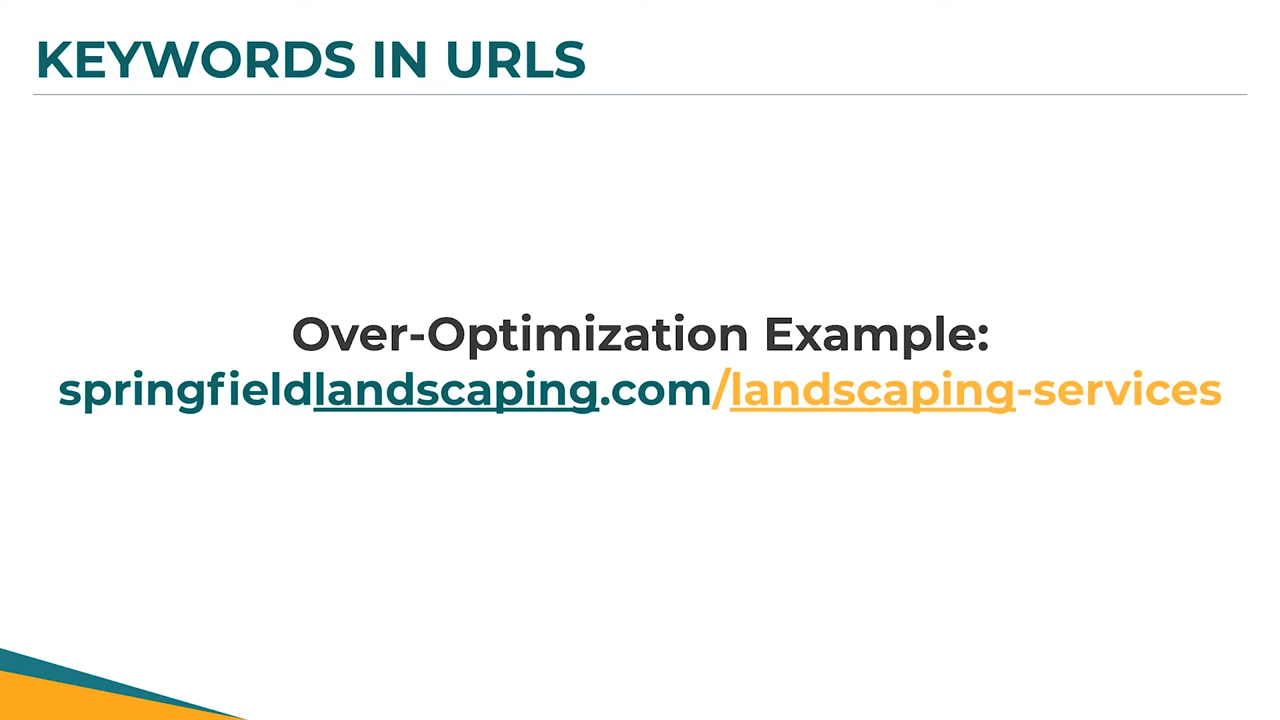 KEYWORDS IN URLS
Over-Optimization Example:
springfieldlandscaping.com/landscaping-services